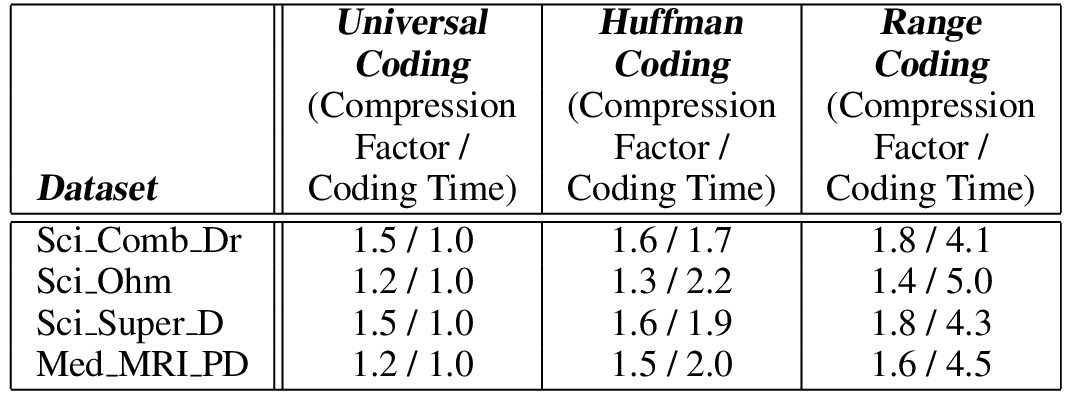 Universal Huffman Range
Coding Coding Coding
(Compression (Compression (Compression
Factor / Factor / Factor /
Dataset Coding Time) Coding Time) Coding Time)
Sci_Comb_Dr 1.5 / 1.0 1.6 / 1.7 1.8 / 4.1
Sci_Ohm 1.2 / 1.0 1.3 / 2.2 1.4 / 5.0
Sci_Super_D 1.5 / 1.0 1.6 / 1.9 1.8 / 4.3
Med_MRI_PD 1.2 / 1.0 1.5 / 2.0 1.6 / 4.5